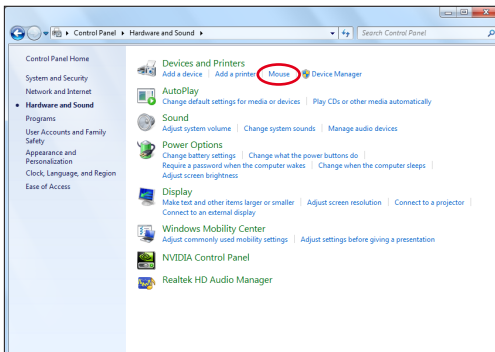 Control Panel ▸ Hardware and Sound ▸
Search Control Panel
Control Panel Home
System and Security
Network and Internet
Hardware and Sound
Programs
User Accounts and Family
Safety
Appearance and
Personalization
Clock, Language, and Region
Ease of Access
Devices and Printers
Add a device | Add a printer | Mouse | Device Manager
AutoPlay
Change default settings for media or devices | Play CDs or other media automatically
Sound
Adjust system volume | Change system sounds | Manage audio devices
Power Options
Change battery settings | Change what the power buttons do |
Require a password when the computer wakes | Change when the computer sleeps |
Adjust screen brightness
Display
Make text and other items larger or smaller | Adjust screen resolution | Connect to a projector |
Connect to an external display
Windows Mobility Center
Adjust commonly used mobility settings | Adjust settings before giving a presentation
NVIDIA Control Panel
Realtek HD Audio Manager